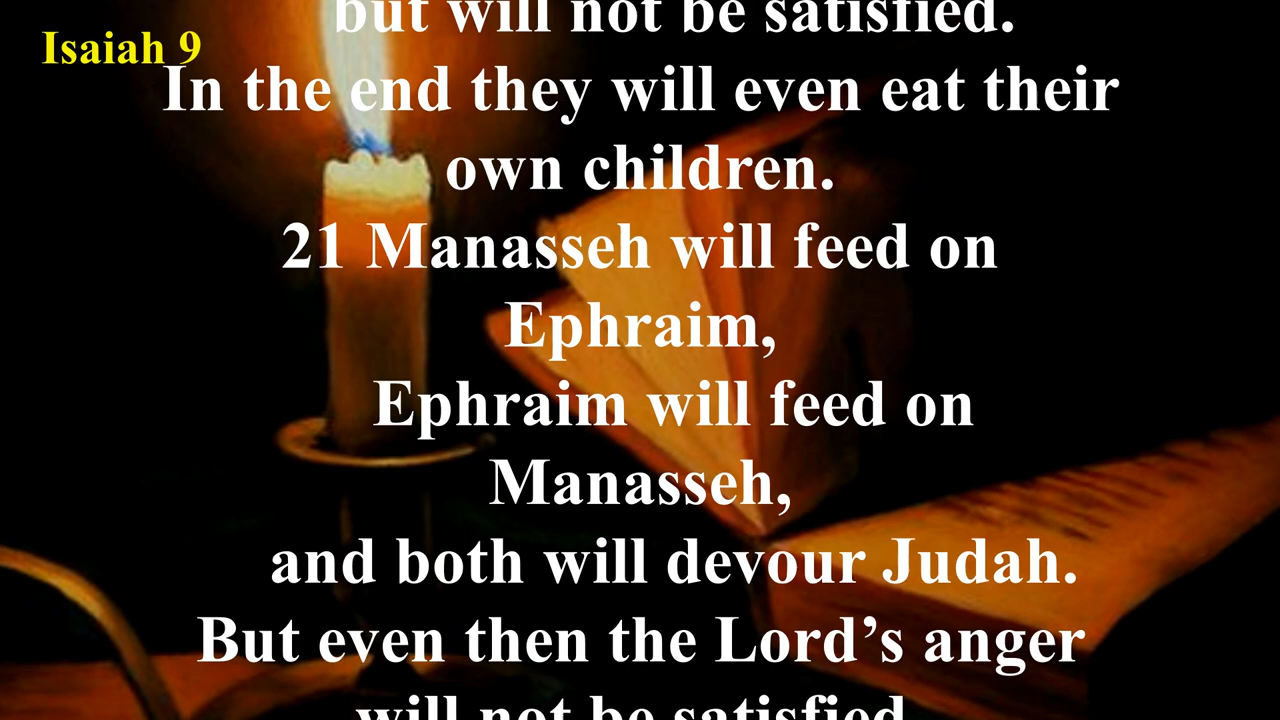 Isaiah 9
but will not be satisfied.
In the end they will even eat their
own children.
21 Manasseh will feed on
Ephraim,
Ephraim will feed on
Manasseh,
and both will devour Judah.
But even then the Lord’s anger
will not be satisfied.